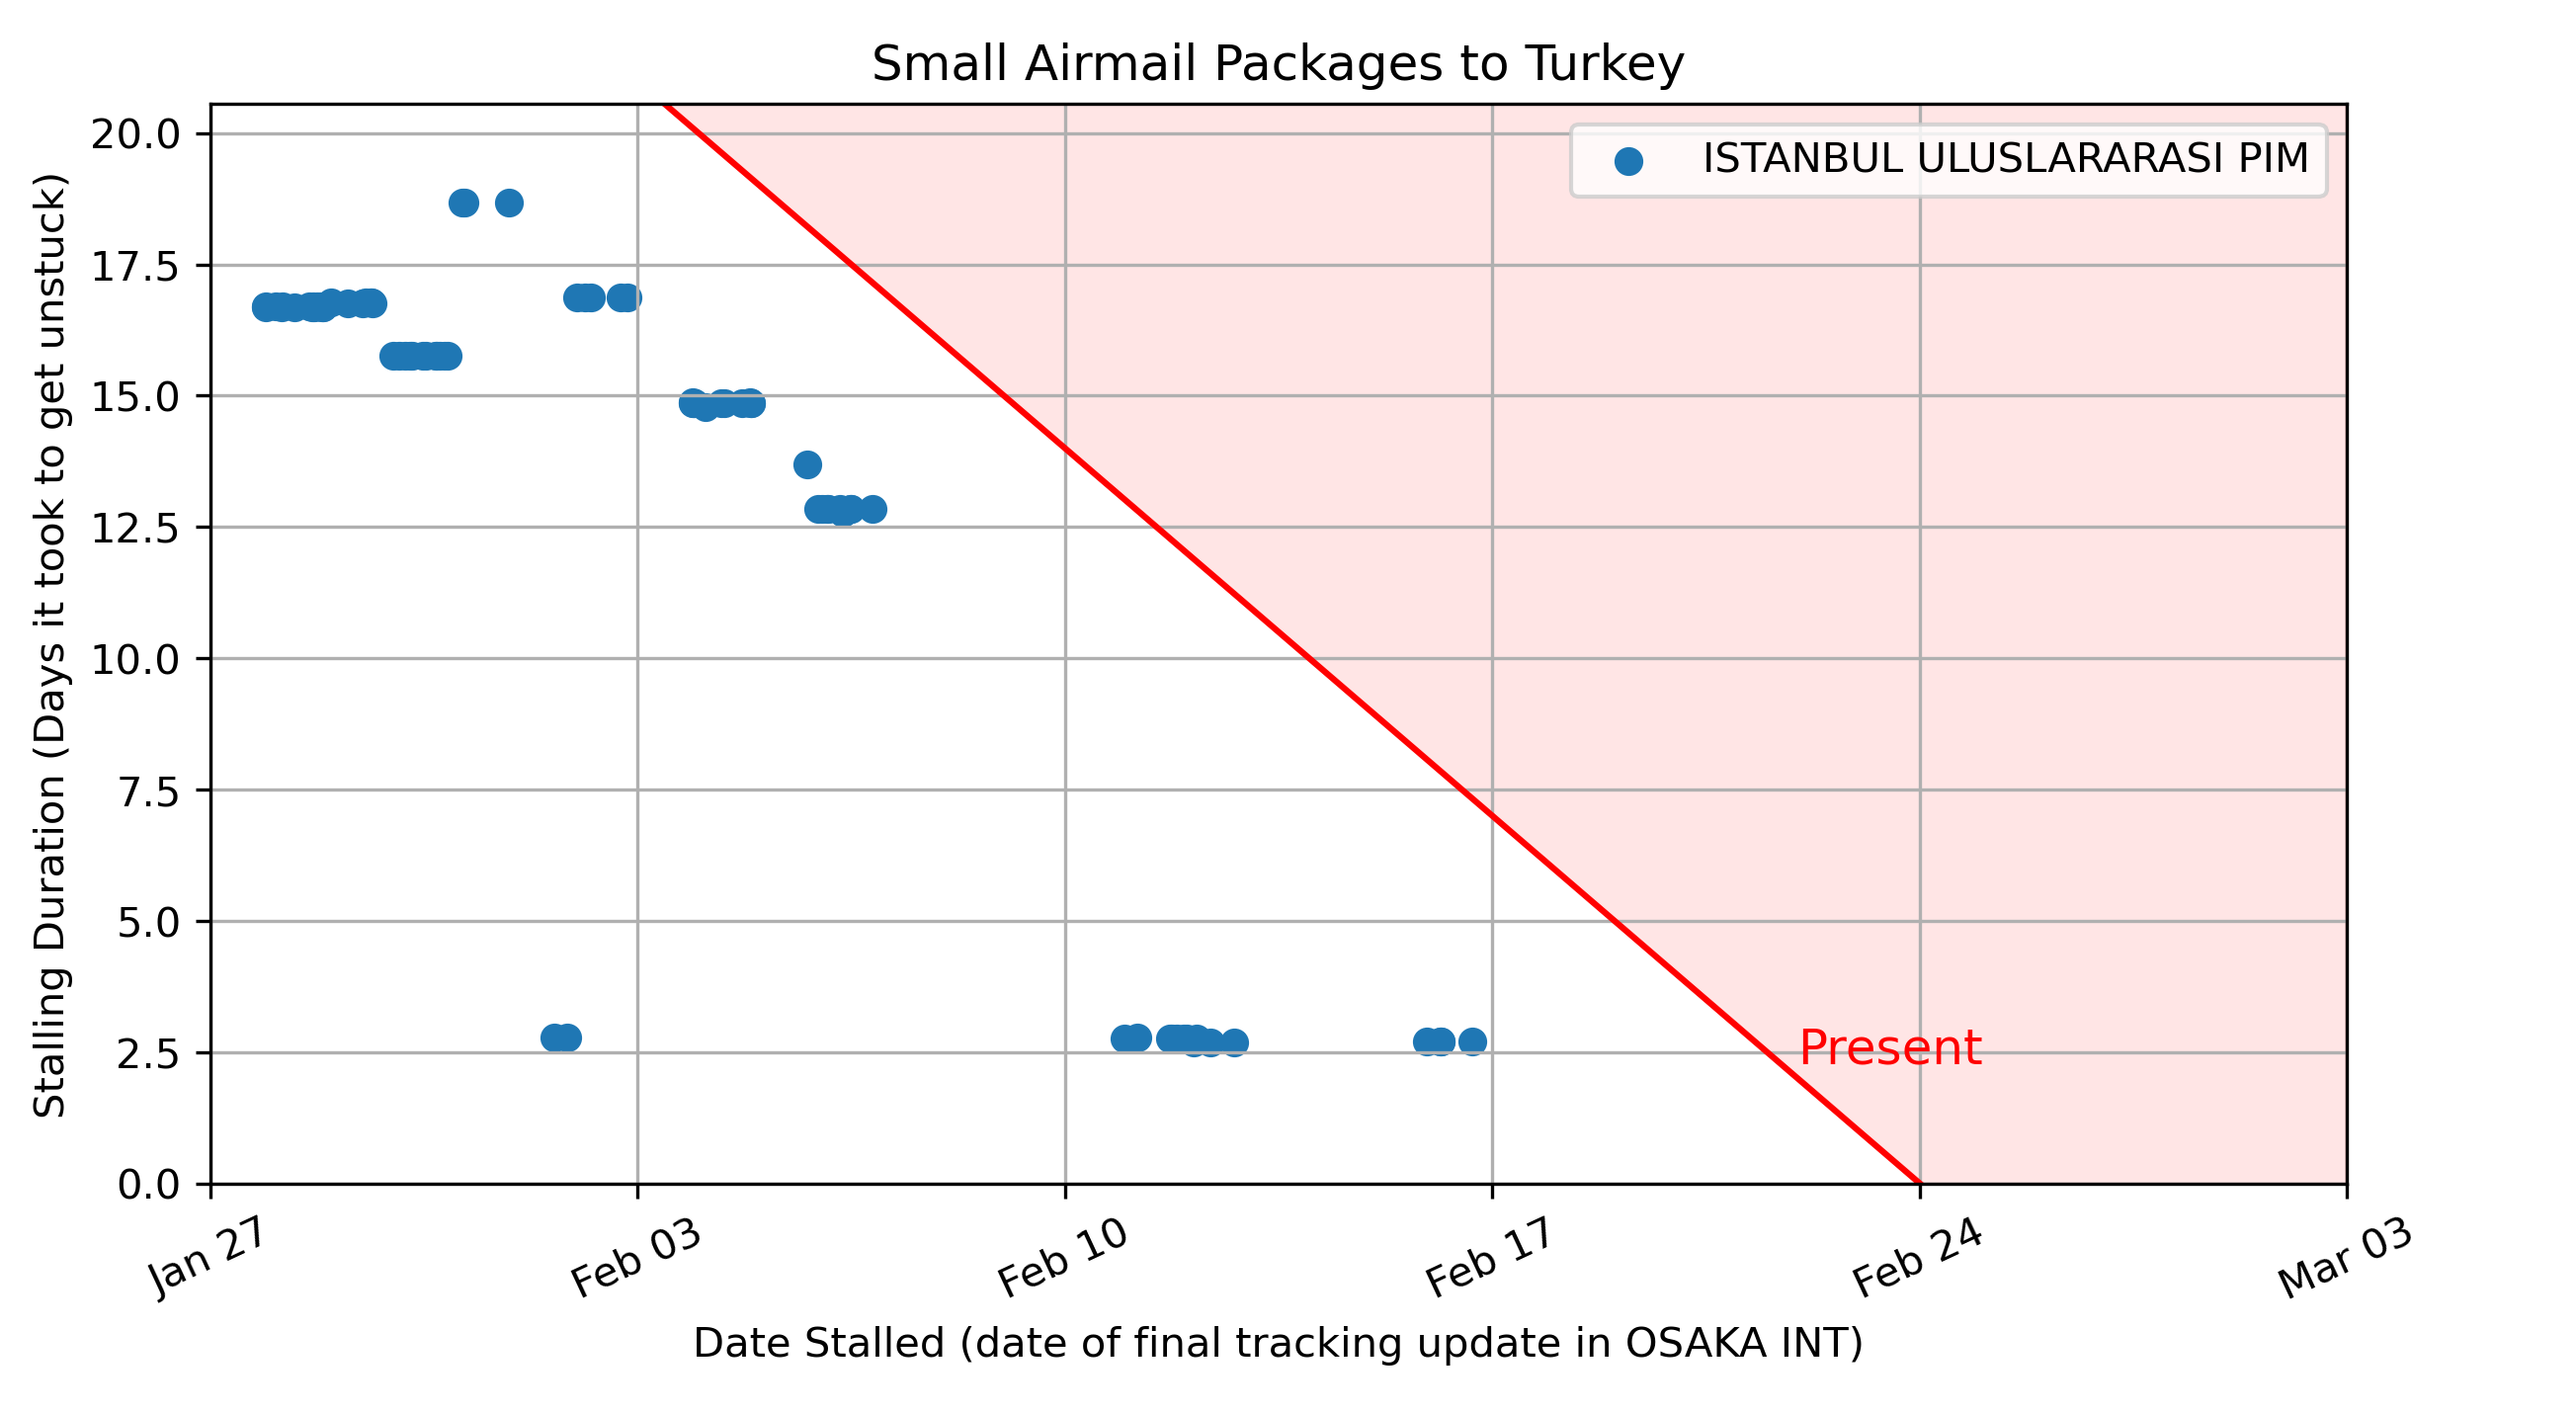 Small Airmail Packages to Turkey
ISTANBUL ULUSLARARASI PIM
Stalling Duration (Days it took to get unstuck)
20.0
17.5
15.0
12.5
10.0
7.5
5.0
2.5
0.0
Present
Jan 27
Feb 03
Feb 10
Feb 17
Feb 24
Mar 03
Date Stalled (date of final tracking update in OSAKA INT)